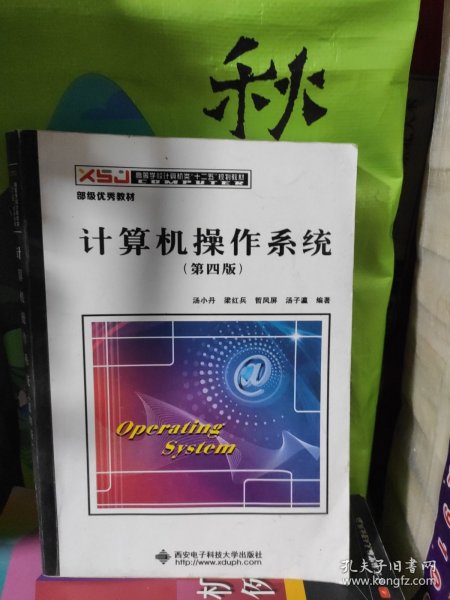 秋
XSJ 高等学校计算机类“十二五”规划教材
COMPUTER
部级优秀教材
计算机操作系统
(第四版)
汤小丹 梁红兵 哲凤屏 汤子瀛 编著
@
Operating
System
西安电子科技大学出版社
http://www.xduph.com
孔夫子旧书网
www.kongfz.com